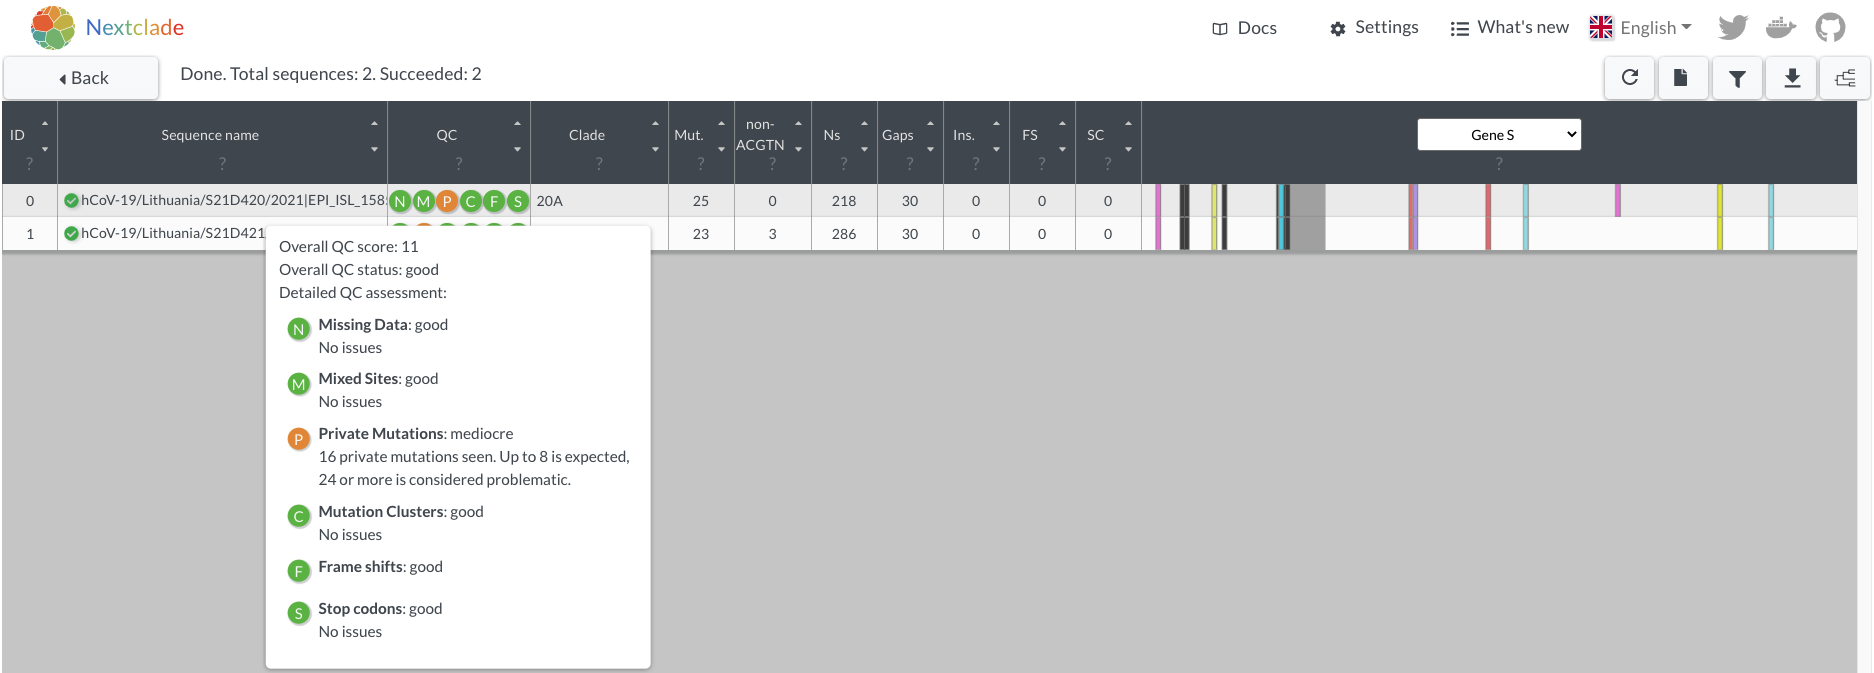 Nextclade
Docs
Settings
What's new
English
Back
Done. Total sequences: 2. Succeeded: 2
ID
?
Sequence name
?
QC
?
Clade
?
Mut.
?
non-
ACGTN
?
Ns
?
Gaps
?
Ins.
?
FS
?
SC
?
Gene S
?
0 hCoV-19/Lithuania/S21D420/2021|EPI_ISL_158 N M P C F S 20A 25 0 218 30 0 0 0
1 hCoV-19/Lithuania/S21D421 23 3 286 30 0 0 0
Overall QC score: 11
Overall QC status: good
Detailed QC assessment:
N Missing Data: good
No issues
M Mixed Sites: good
No issues
P Private Mutations: mediocre
16 private mutations seen. Up to 8 is expected,
24 or more is considered problematic.
C Mutation Clusters: good
No issues
F Frame shifts: good
S Stop codons: good
No issues